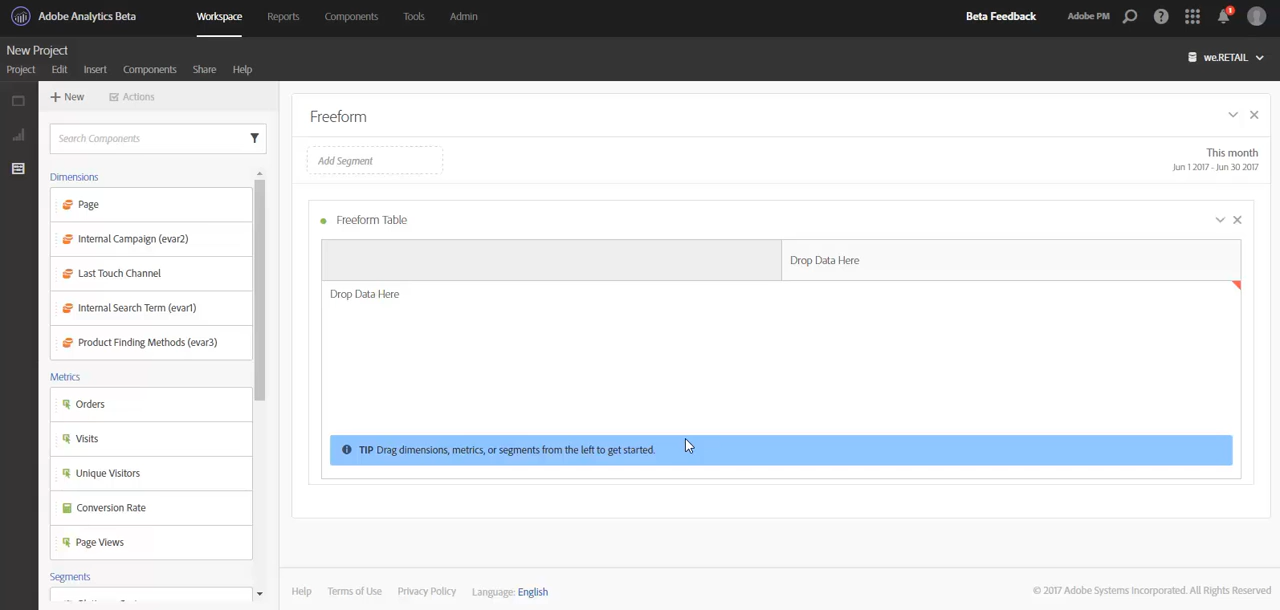 Adobe Analytics Beta
Workspace
Reports
Components
Tools
Admin
Beta Feedback
Adobe PM
1
New Project
Project
Edit
Insert
Components
Share
Help
we.RETAIL
New
Actions
Search Components
Dimensions
Page
Internal Campaign (evar2)
Last Touch Channel
Internal Search Term (evar1)
Product Finding Methods (evar3)
Metrics
Orders
Visits
Unique Visitors
Conversion Rate
Page Views
Segments
Freeform
Add Segment
This month
Jun 1 2017 - Jun 30 2017
Freeform Table
Drop Data Here
Drop Data Here
TIP Drag dimensions, metrics, or segments from the left to get started.
Help
Terms of Use
Privacy Policy
Language: English
© 2017 Adobe Systems Incorporated. All Rights Reserved